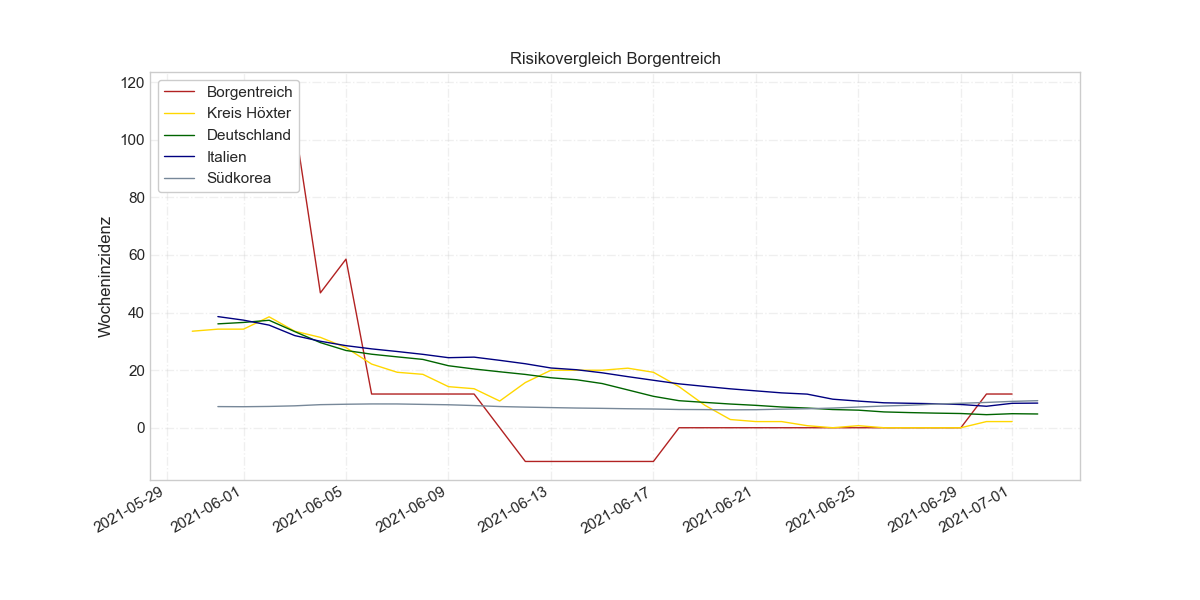 Risikovergleich Borgentreich
120
100
80
60
40
20
0
Wocheninzidenz
Borgentreich
Kreis Höxter
Deutschland
Italien
Südkorea
2021-05-29
2021-06-01
2021-06-05
2021-06-09
2021-06-13
2021-06-17
2021-06-21
2021-06-25
2021-06-29
2021-07-01